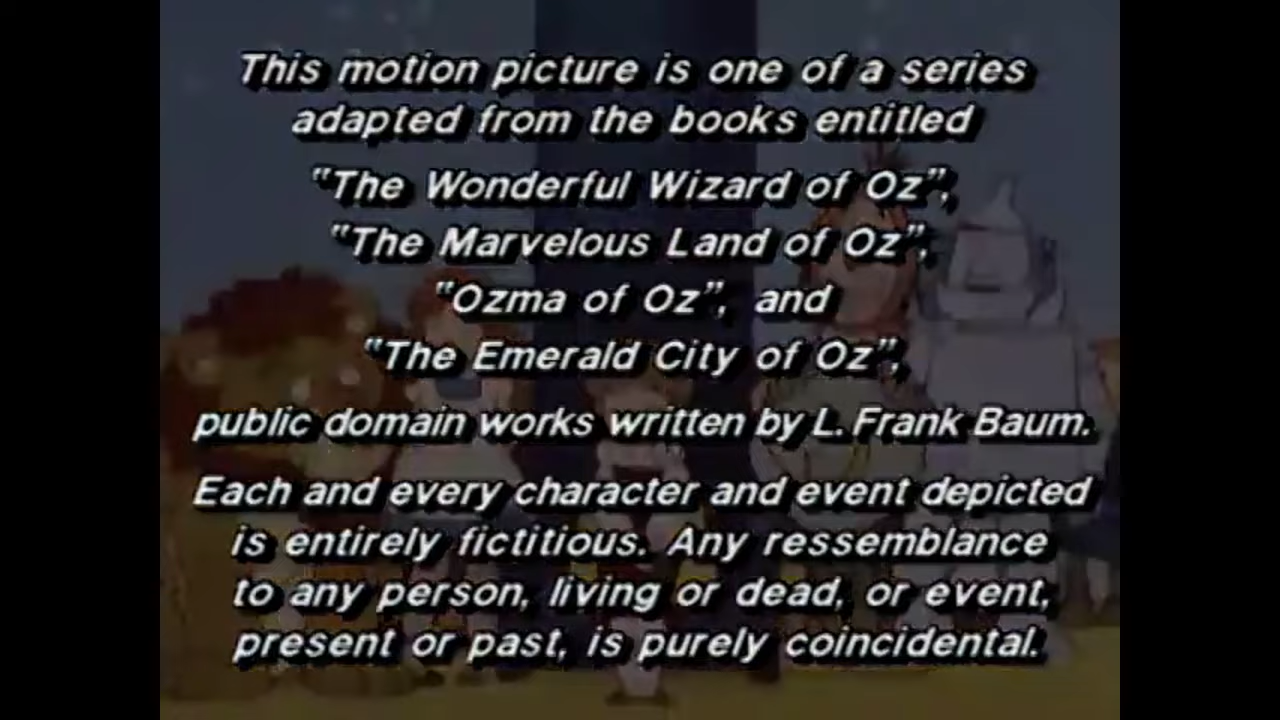 This motion picture is one of a series
adapted from the books entitled
"The Wonderful Wizard of Oz",
"The Marvelous Land of Oz",
"Ozma of Oz", and
"The Emerald City of Oz",
public domain works written by L. Frank Baum.
Each and every character and event depicted
is entirely fictitious. Any ressemblance
to any person, living or dead, or event,
present or past, is purely coincidental.